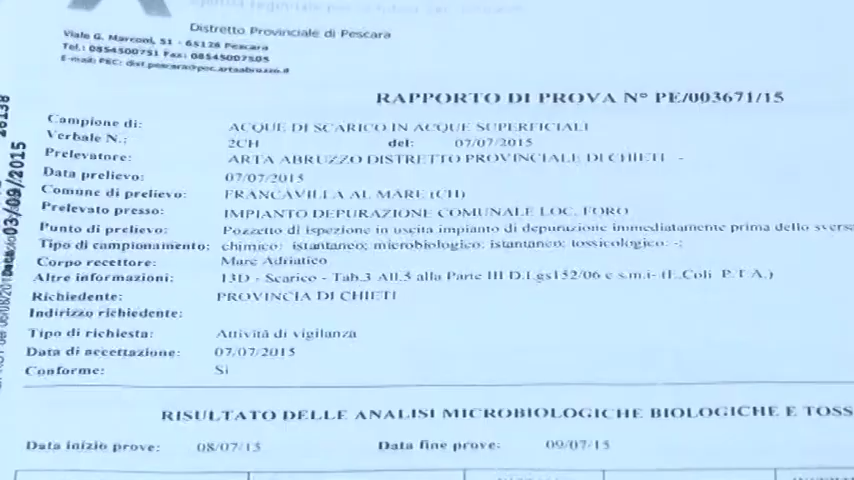 Distretto Provinciale di Pescara
Viale G. Marconi, 51 - 65126 Pescara
Tel.: 0854500751 Fax: 08545007505
E-mail: PEC: dist.pescara@pec.artaabruzzo.it
RAPPORTO DI PROVA N° PE/003671/15
Campione di: ACQUE DI SCARICO IN ACQUE SUPERFICIALI
Verbale N.: 2CH del: 07/07/2015
Prelevatore: ARTA ABRUZZO DISTRETTO PROVINCIALE DI CHIETI -
Data prelievo: 07/07/2015
Comune di prelievo: FRANCAVILLA AL MARE (CH)
Prelevato presso: IMPIANTO DEPURAZIONE COMUNALE LOC. FORO
Punto di prelievo: Pozzetto di ispezione in uscita impianto di depurazione immediatamente prima dello
Tipo di campionamento: chimico: istantaneo; microbiologico: istantaneo; tossicologico: -;
Corpo recettore: Mare Adriatico
Altre informazioni: 13D - Scarico - Tab.3 All.5 alla Parte III D.Lgs152/06 e s.m.i- (E.Coli P.T.A.)
Richiedente: PROVINCIA DI CHIETI
Indirizzo richiedente:
Tipo di richiesta: Attività di vigilanza
Data di accettazione: 07/07/2015
Conforme: Si
RISULTATO DELLE ANALISI MICROBIOLOGICHE BIOLOGICHE E TOSS
Data inizio prove: 08/07/15 Data fine prove: 09/07/15
03/09/2015